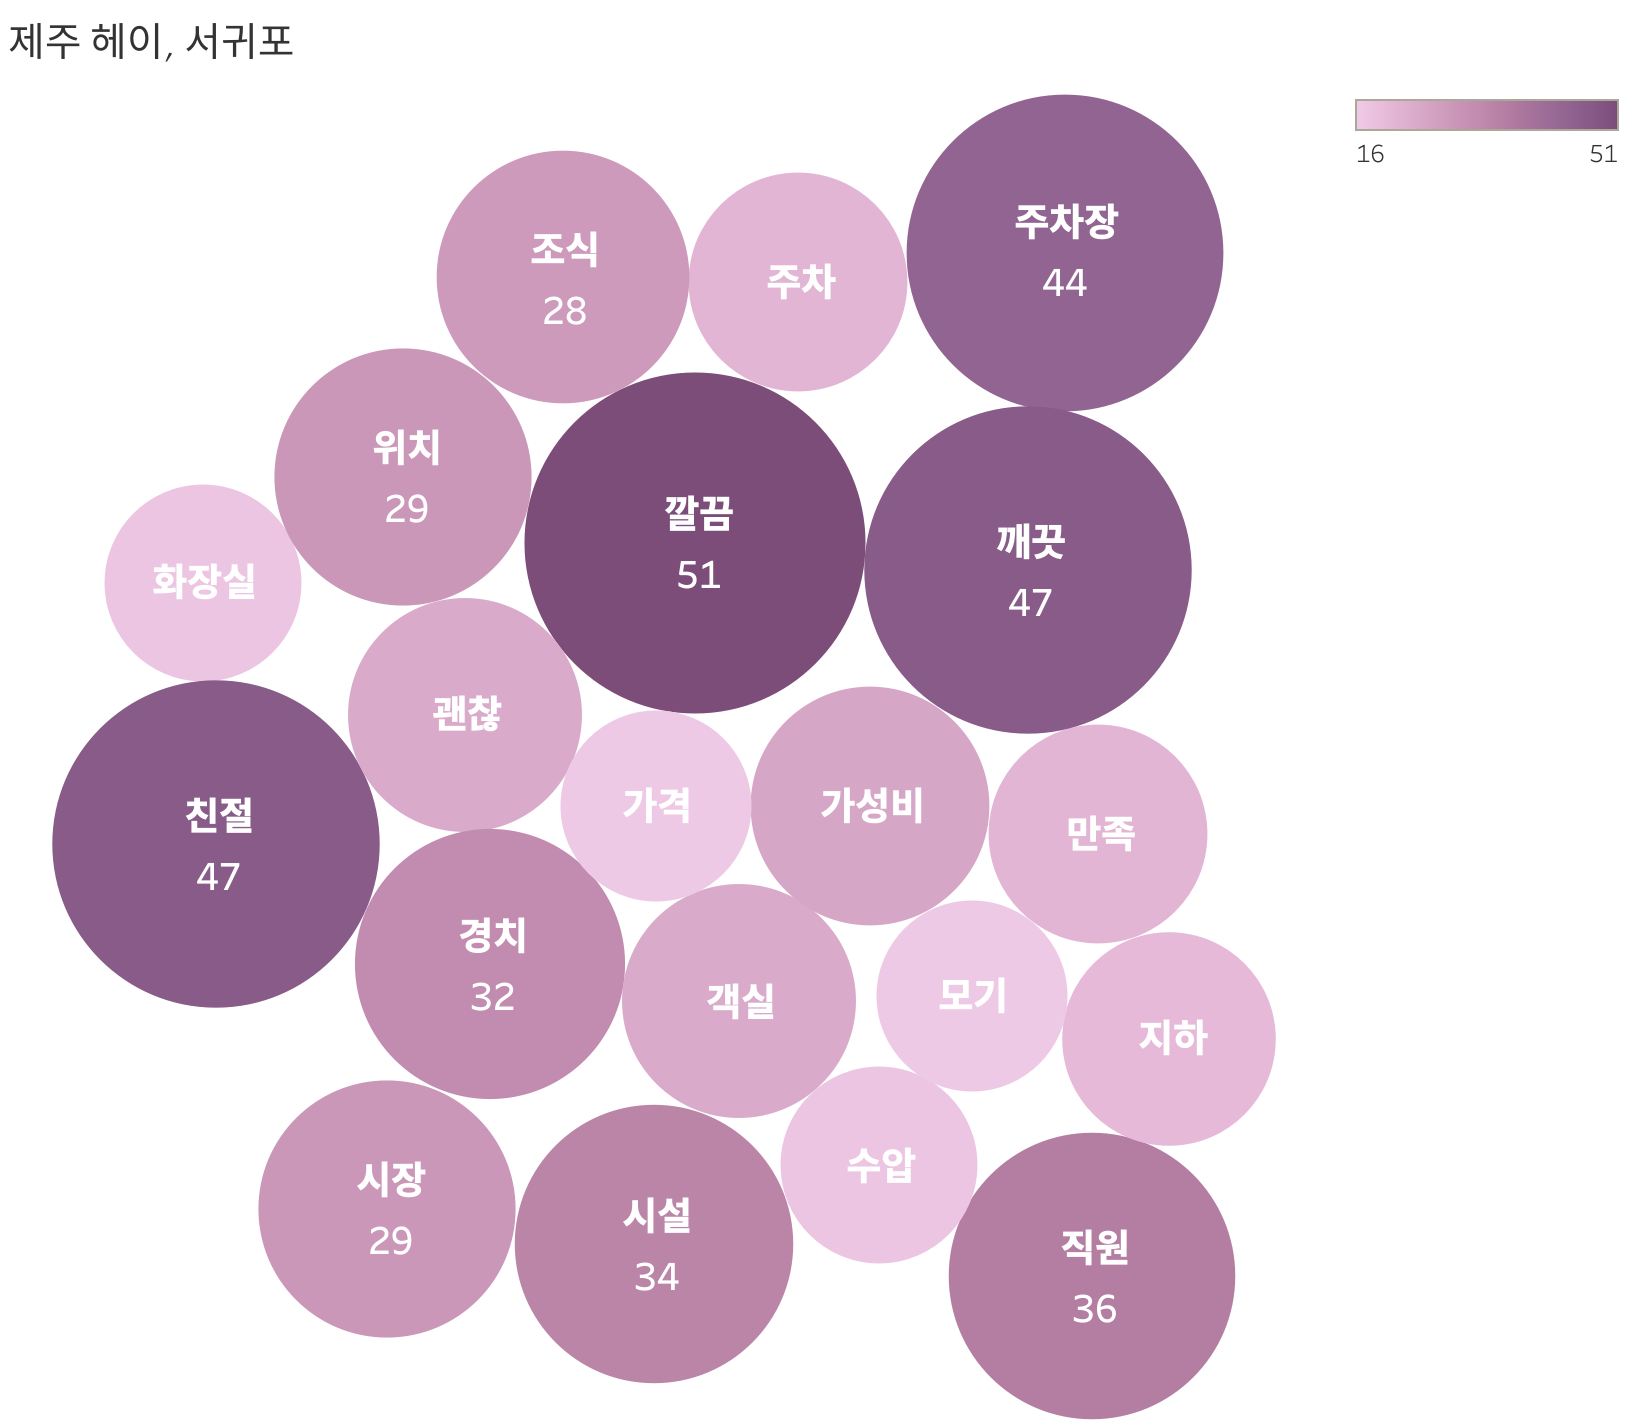 제주 헤이, 서귀포
16 51
주차장
44
조식
28
주차
위치
29
깔끔
51
깨끗
47
화장실
괜찮
친절
47
가격
가성비
만족
경치
32
객실
모기
지하
시장
29
시설
34
수압
직원
36